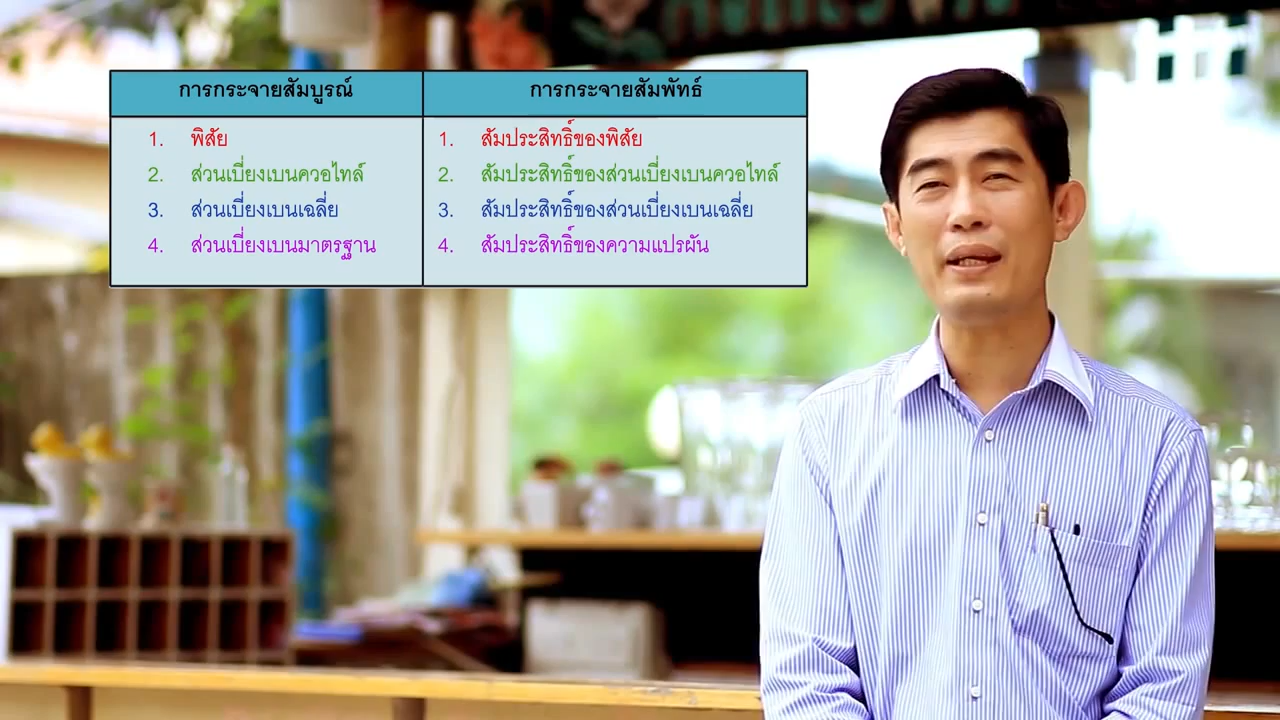 การกระจายสัมบูรณ์
การกระจายสัมพัทธ์
1. พิสัย
2. ส่วนเบี่ยงเบนควอไทล์
3. ส่วนเบี่ยงเบนเฉลี่ย
4. ส่วนเบี่ยงเบนมาตรฐาน
1. สัมประสิทธิ์ของพิสัย
2. สัมประสิทธิ์ของส่วนเบี่ยงเบนควอไทล์
3. สัมประสิทธิ์ของส่วนเบี่ยงเบนเฉลี่ย
4. สัมประสิทธิ์ของความแปรผัน